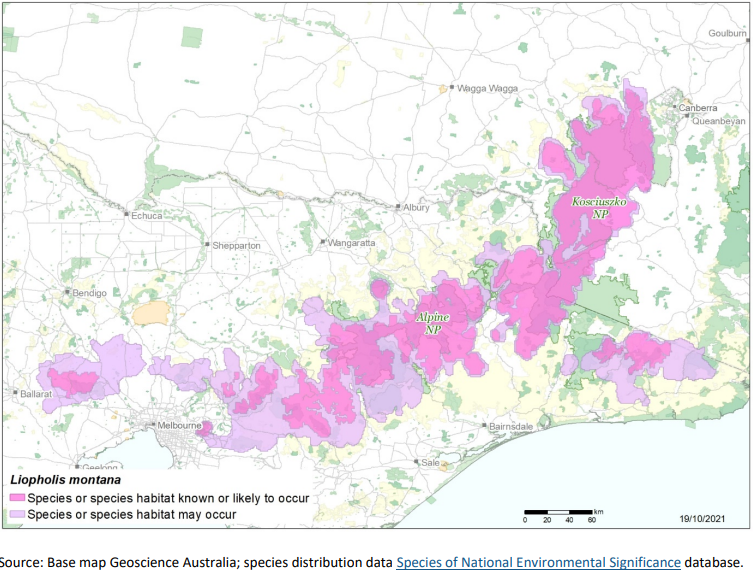 Goulburn
Wagga Wagga
Canberra
Queanbeyan
Kosciuszko
NP
Albury
Echuca
Shepparton
Wangaratta
Bendigo
Alpine
NP
Ballarat
Melbourne
Bairnsdale
Geelong
Sale
Liopholis montana
Species or species habitat known or likely to occur
Species or species habitat may occur
km
0 20 40 60
19/10/2021
Source: Base map Geoscience Australia; species distribution data Species of National Environmental Significance database.